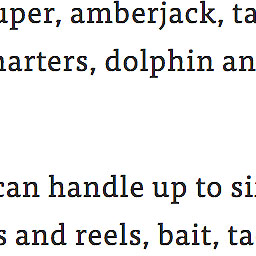 uper, amberjack, ta
harters, dolphin an
can handle up to si
s and reels, bait, ta